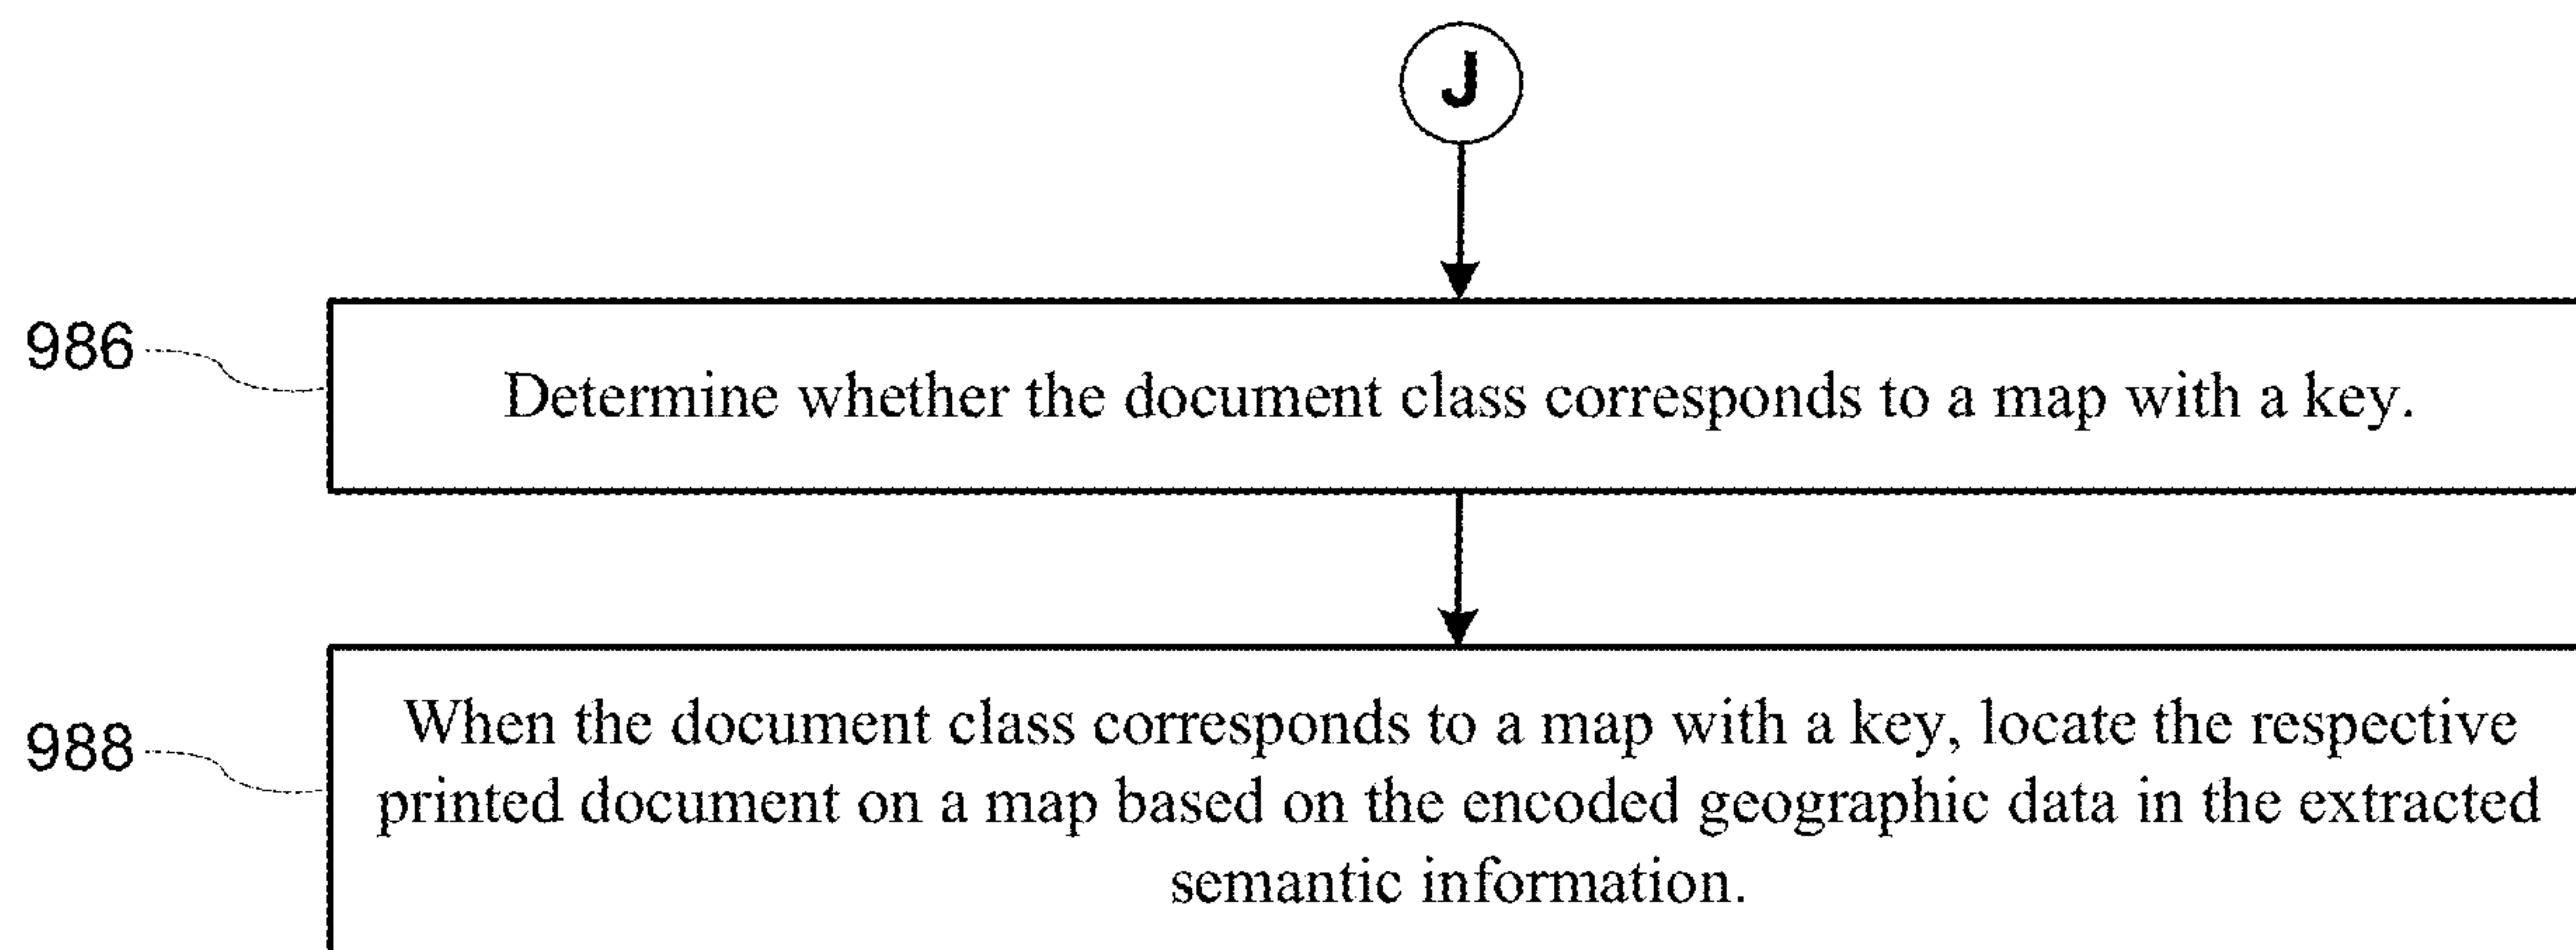 J
986
Determine whether the document class corresponds to a map with a key.
988
When the document class corresponds to a map with a key, locate the respective
printed document on a map based on the encoded geographic data in the extracted
semantic information.